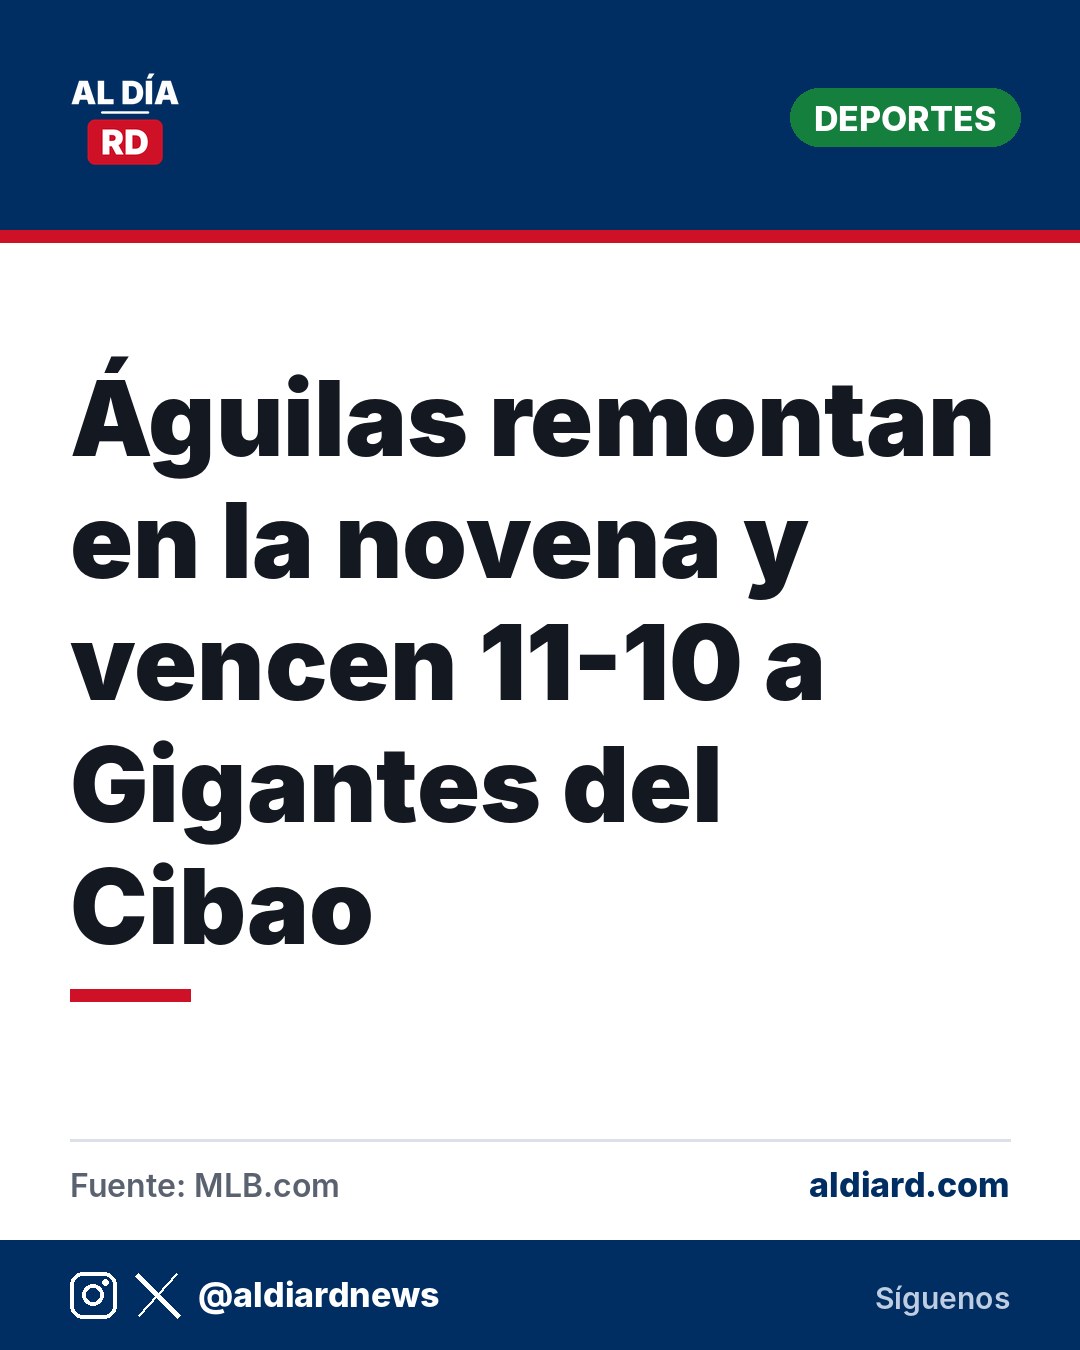 AL DÍA
RD
DEPORTES
Águilas remontan
en la novena y
vencen 11-10 a
Gigantes del
Cibao
Fuente: MLB.com
aldiard.com
@aldiardnews
Síguenos